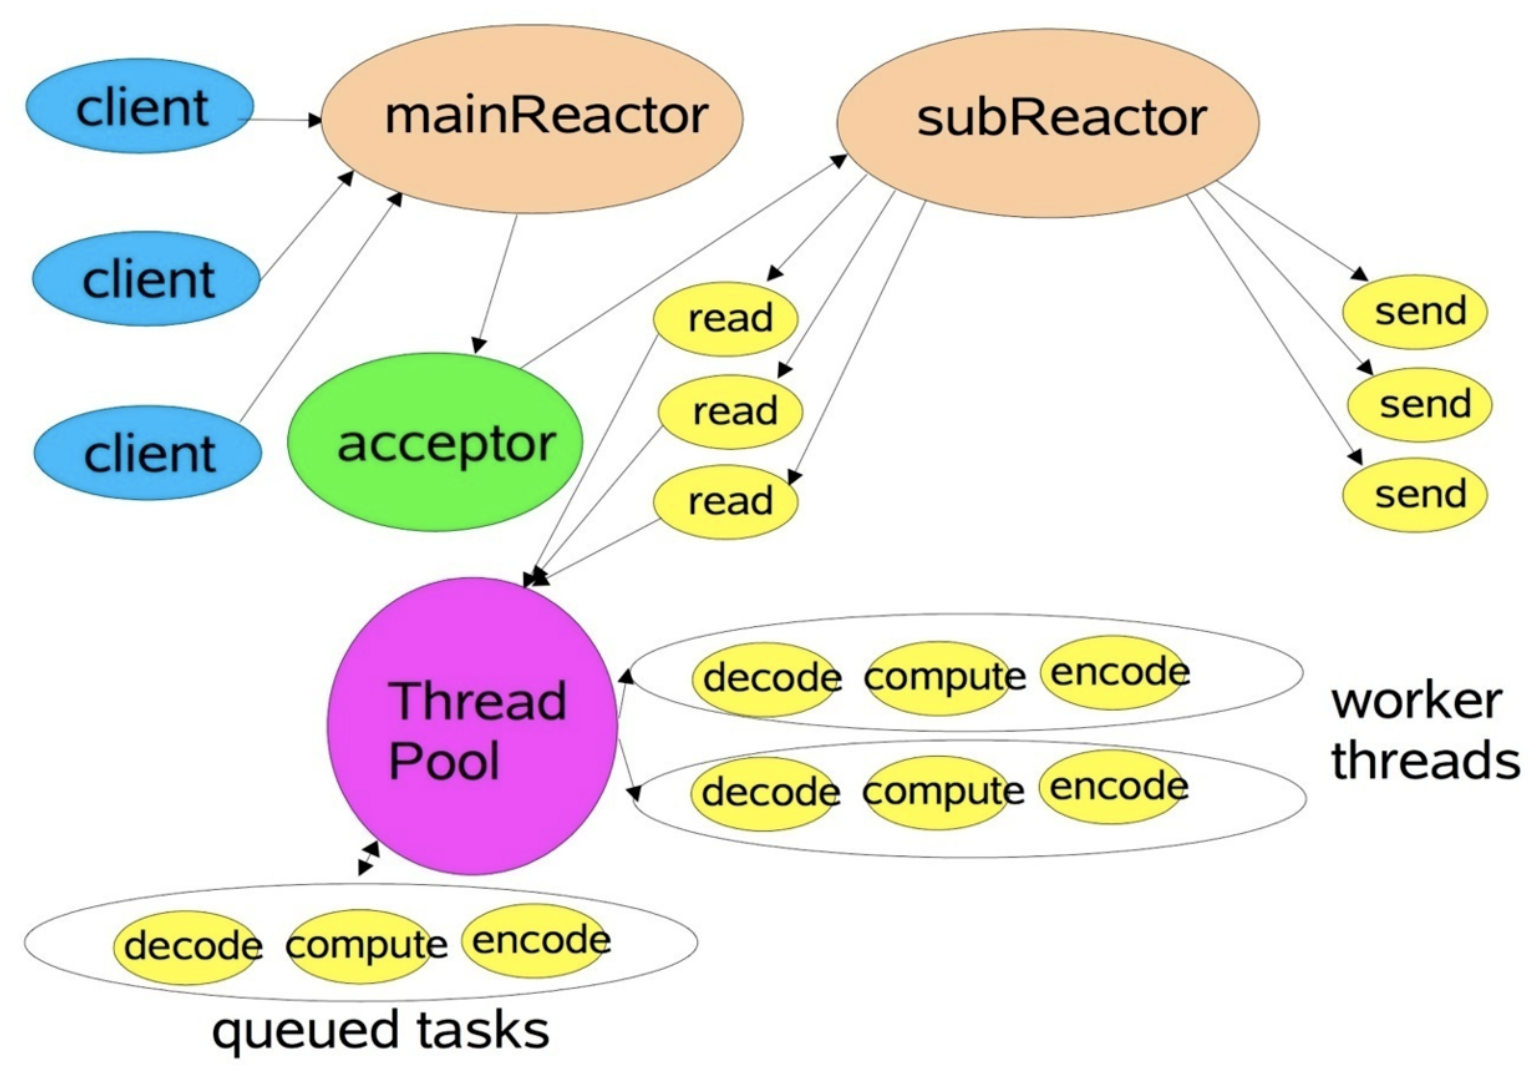 client
mainReactor
subReactor
client
client
acceptor
read
read
read
send
send
send
Thread
Pool
decode compute encode
decode compute encode
worker
threads
decode compute encode
queued tasks